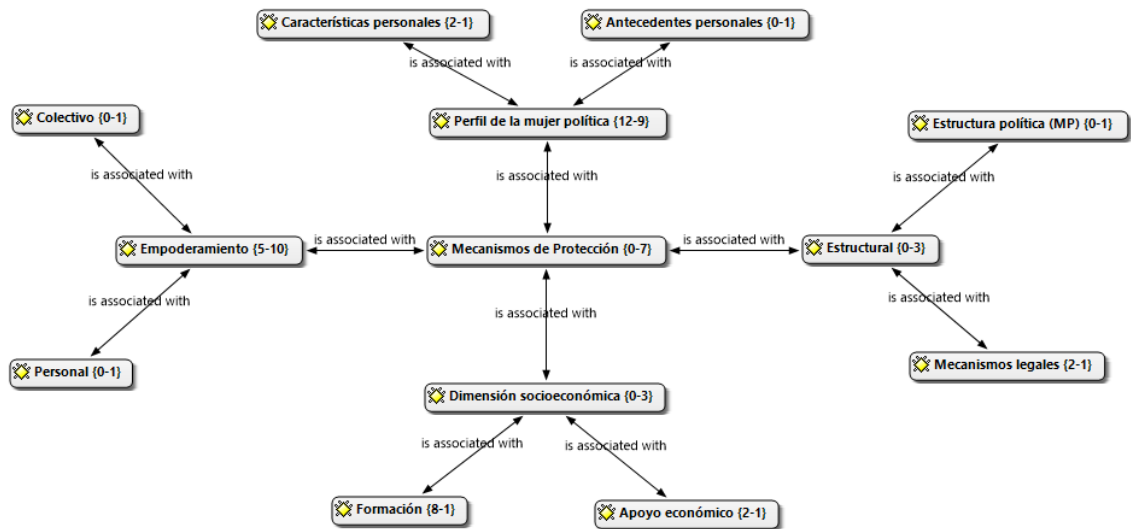 Características personales {2-1}
Antecedentes personales {0-1}
is associated with
is associated with
Perfil de la mujer política {12-9}
Colectivo {0-1}
Estructura política (MP) {0-1}
is associated with
is associated with
is associated with
Empoderamiento {5-10}
is associated with
Mecanismos de Protección {0-7}
is associated with
Estructural {0-3}
is associated with
is associated with
is associated with
Personal {0-1}
Mecanismos legales {2-1}
Dimensión socioeconómica {0-3}
is associated with
is associated with
Formación {8-1}
Apoyo económico {2-1}